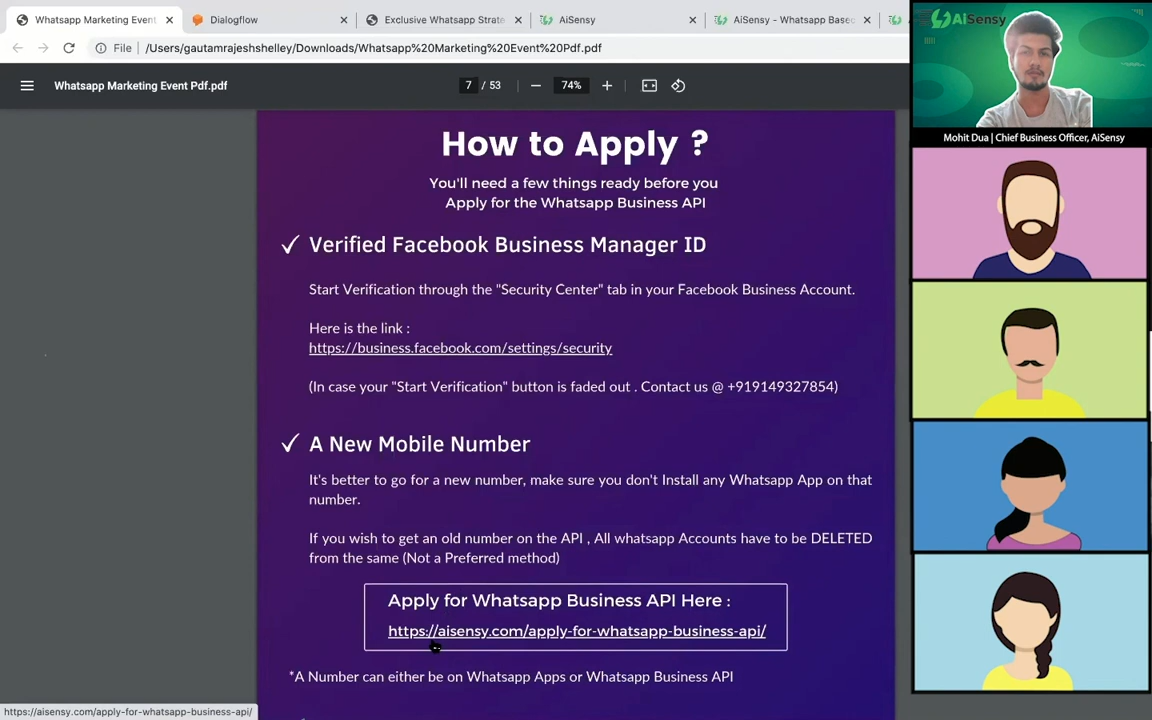 Whatsapp Marketing Event
Dialogflow
Exclusive Whatsapp Strate
AiSensy
AiSensy - Whatsapp Based
File
/Users/gautamrajeshshelley/Downloads/Whatsapp%20Marketing%20Event%20Pdf.pdf
Whatsapp Marketing Event Pdf.pdf
7 / 53
74%
AiSensy
Mohit Dua | Chief Business Officer, AiSensy
How to Apply ?
You'll need a few things ready before you
Apply for the Whatsapp Business API
✓ Verified Facebook Business Manager ID
Start Verification through the "Security Center" tab in your Facebook Business Account.
Here is the link :
https://business.facebook.com/settings/security
(In case your "Start Verification" button is faded out . Contact us @ +919149327854)
✓ A New Mobile Number
It's better to go for a new number, make sure you don't Install any Whatsapp App on that
number.
If you wish to get an old number on the API , All whatsapp Accounts have to be DELETED
from the same (Not a Preferred method)
Apply for Whatsapp Business API Here :
https://aisensy.com/apply-for-whatsapp-business-api/
*A Number can either be on Whatsapp Apps or Whatsapp Business API
https://aisensy.com/apply-for-whatsapp-business-api/